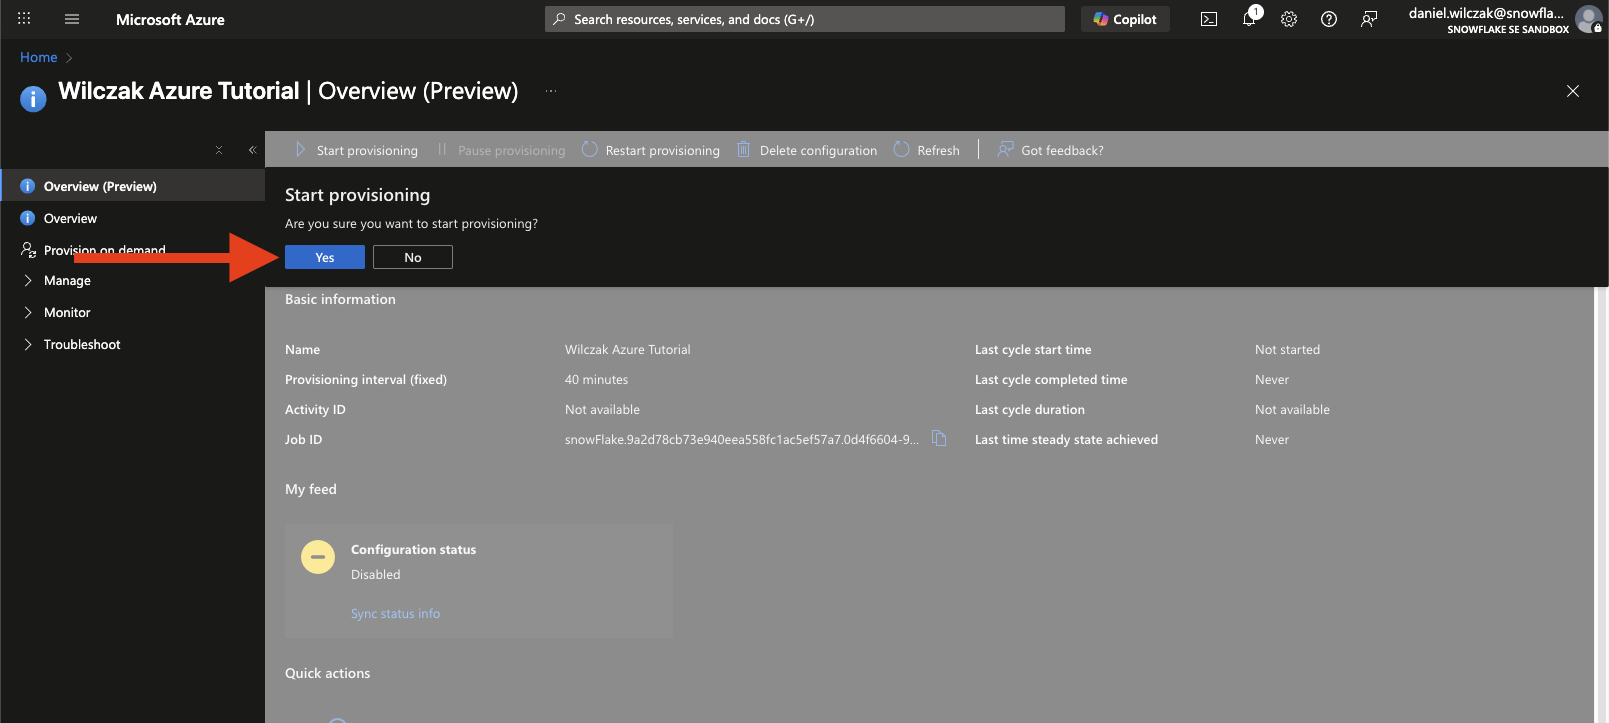 Microsoft Azure
Search resources, services, and docs (G+/)
Copilot
1
daniel.wilczak@snowfla...
SNOWFLAKE SE SANDBOX
Home
Wilczak Azure Tutorial | Overview (Preview) ...
Start provisioning
Pause provisioning
Restart provisioning
Delete configuration
Refresh
Got feedback?
Overview (Preview)
Overview
Provision on demand
Manage
Monitor
Troubleshoot
Start provisioning
Are you sure you want to start provisioning?
Yes
No
Basic information
Name
Wilczak Azure Tutorial
Last cycle start time
Not started
Provisioning interval (fixed)
40 minutes
Last cycle completed time
Never
Activity ID
Not available
Last cycle duration
Not available
Job ID
snowFlake.9a2d78cb73e940eea558fc1ac5ef57a7.0d4f6604-9...
Last time steady state achieved
Never
My feed
Configuration status
Disabled
Sync status info
Quick actions